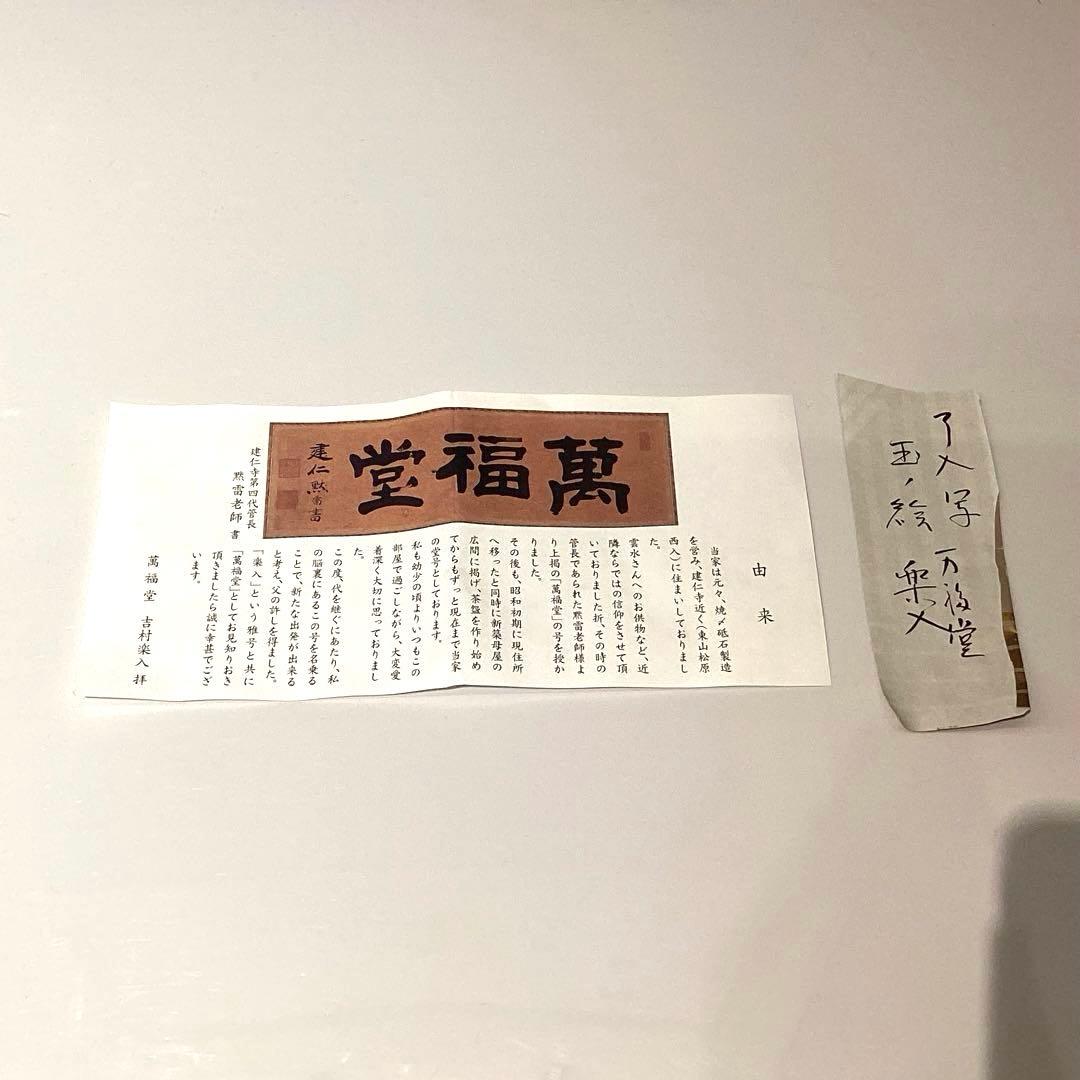 萬福堂
建仁黙雷書
建仁寺第四代管長
黙雷老師 書
由来
当家は元々、焼〆砥石製造
を営み、建仁寺近く（東山松原
西入）に住まいしておりまし
た。
雲水さんへのお供物など、近
隣ならではの信仰をさせて頂
いておりました折、その時の
管長であられた黙雷老師様よ
り上掲の「萬福堂」の号を授か
りました。
その後も、昭和初期に現住所
へ移ったと同時に新築母屋の
広間に掲げ、茶盌を作り始め
てからもずっと現在まで当家
の堂号としております。
私も幼少の頃よりいつもこの
部屋で過ごしながら、大変愛
着深く大切に思っておりまし
た。
この度、代を継ぐにあたり、私
の脳裏にあるこの号を名乗る
ことで、新たな出発が出来る
と考え、父の許しを得ました。
「楽入」という雅号と共に
「萬福堂」としてお見知りおき
頂きましたら誠に幸甚でござ
います。
萬福堂 吉村楽入 拝
了入写 万福堂
玉ノ絵 楽入